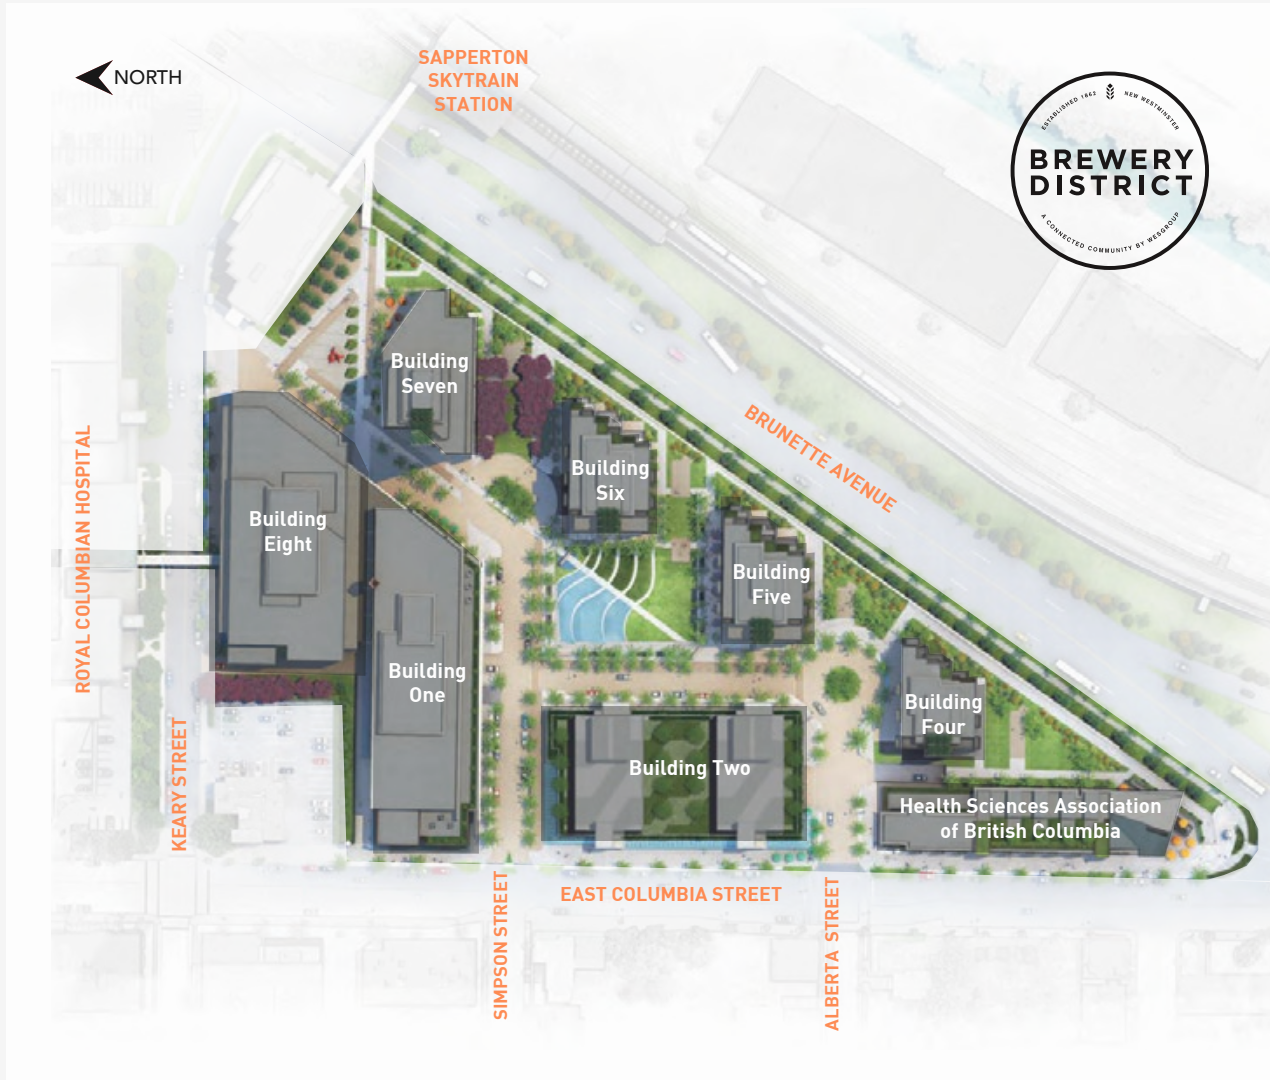 NORTH
SAPPERTON
SKYTRAIN
STATION
ESTABLISHED 1862
NEW WESTMINSTER
BREWERY
DISTRICT
A CONNECTED COMMUNITY BY WESGROUP
Building
Seven
BRUNETTE AVENUE
Building
Six
ROYAL COLUMBIAN HOSPITAL
Building
Eight
Building
Five
Building
One
Building
Four
KEARY STREET
Building Two
Health Sciences Association
of British Columbia
EAST COLUMBIA STREET
SIMPSON STREET
ALBERTA STREET